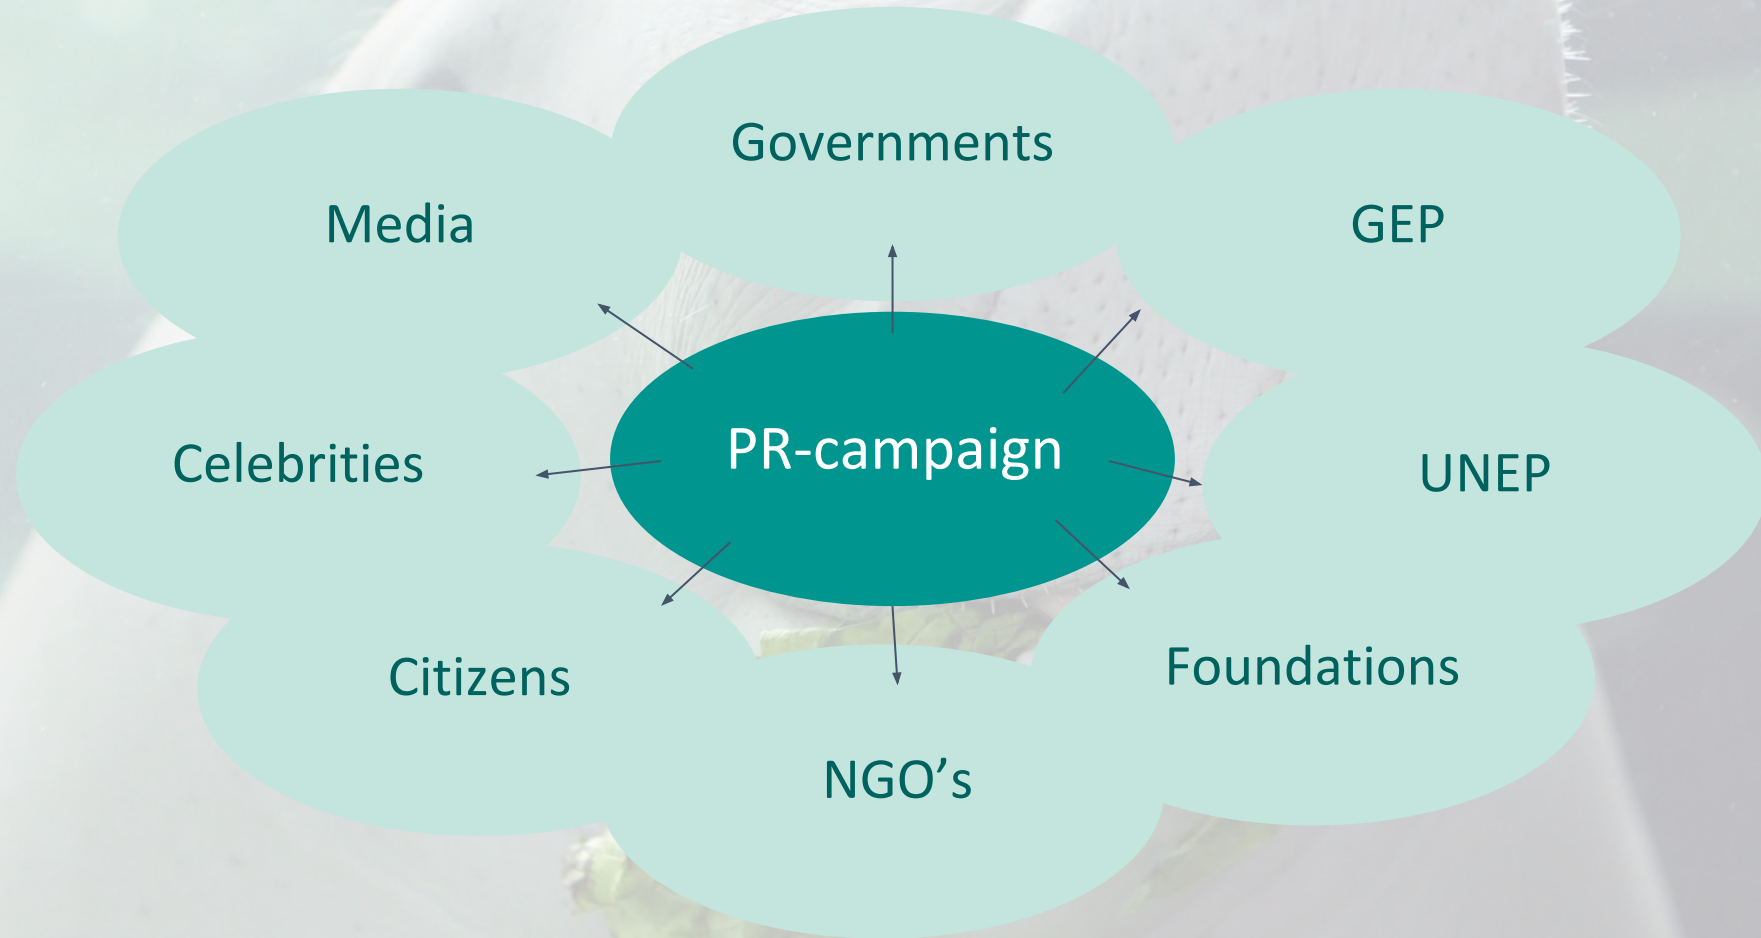 Governments
Media
GEP
PR-campaign
Celebrities
UNEP
Citizens
Foundations
NGO’s